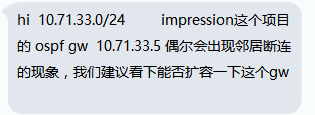 hi 10.71.33.0/24 impression这个项目
的 ospf gw 10.71.33.5 偶尔会出现邻居断连
的现象，我们建议看下能否扩容一下这个gw